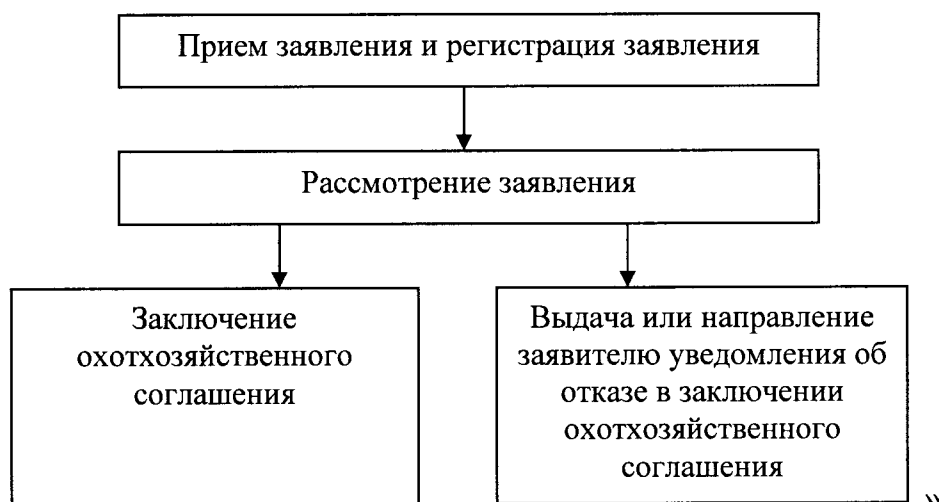 Прием заявления и регистрация заявления
Рассмотрение заявления
Заключение
охотхозяйственного
соглашения
Выдача или направление
заявителю уведомления об
отказе в заключении
охотхозяйственного
соглашения
».